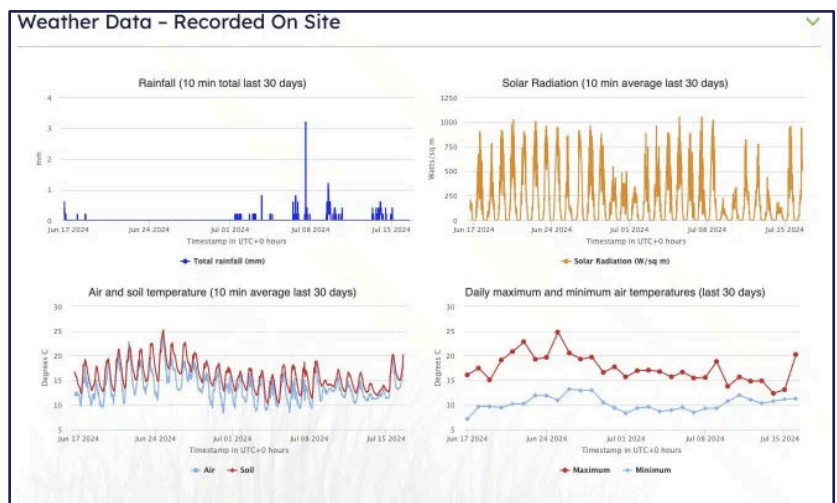 Weather Data – Recorded On Site
Rainfall (10 min total last 30 days)
4
3
2
1
0
mm
Jun 17 2024 Jun 24 2024 Jul 01 2024 Jul 08 2024 Jul 15 2024
Timestamp in UTC+0 hours
Total rainfall (mm)
Solar Radiation (10 min average last 30 days)
1250
1000
750
500
250
0
Watts/sq m
Jun 17 2024 Jun 24 2024 Jul 01 2024 Jul 08 2024 Jul 15 2024
Timestamp in UTC+0 hours
Solar Radiation (W/sq m)
Air and soil temperature (10 min average last 30 days)
30
25
20
15
10
5
Degrees C
Jun 17 2024 Jun 24 2024 Jul 01 2024 Jul 08 2024 Jul 15 2024
Timestamp in UTC+0 hours
Air Soil
Daily maximum and minimum air temperatures (last 30 days)
30
25
20
15
10
5
Degrees C
Jun 17 2024 Jun 24 2024 Jul 01 2024 Jul 08 2024 Jul 15 2024
Timestamp in UTC+0 hours
Maximum Minimum